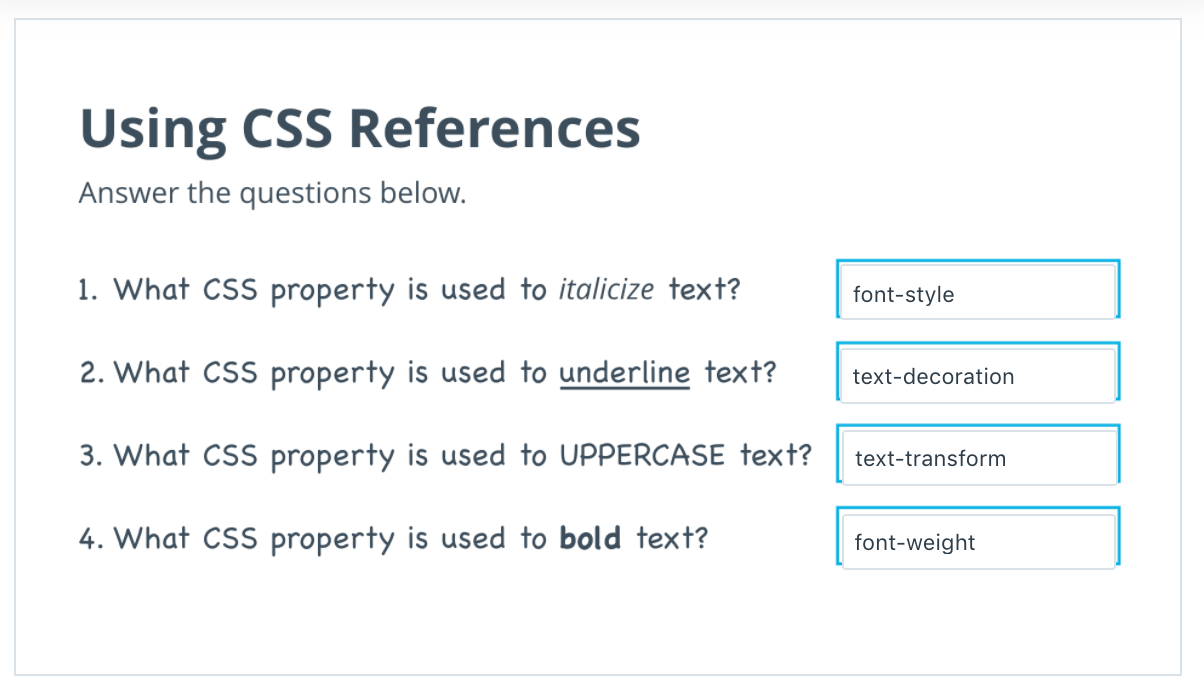 Using CSS References
Answer the questions below.
1. What CSS property is used to italicize text? font-style
2. What CSS property is used to underline text? text-decoration
3. What CSS property is used to UPPERCASE text? text-transform
4. What CSS property is used to bold text? font-weight